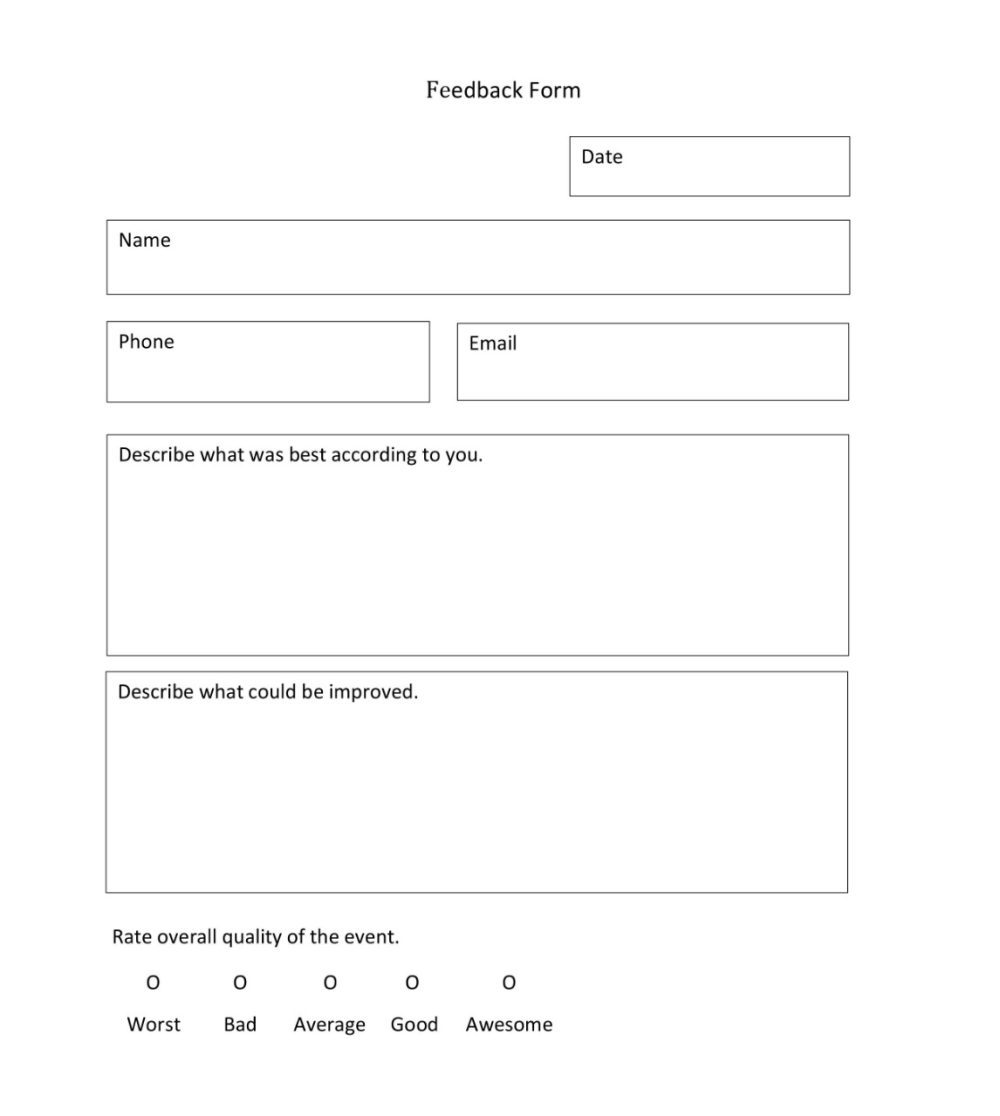 Feedback Form
Date
Name
Phone Email
Describe what was best according to you.
Describe what could be improved.
Rate overall quality of the event.
O O O O O
Worst Bad Average Good Awesome